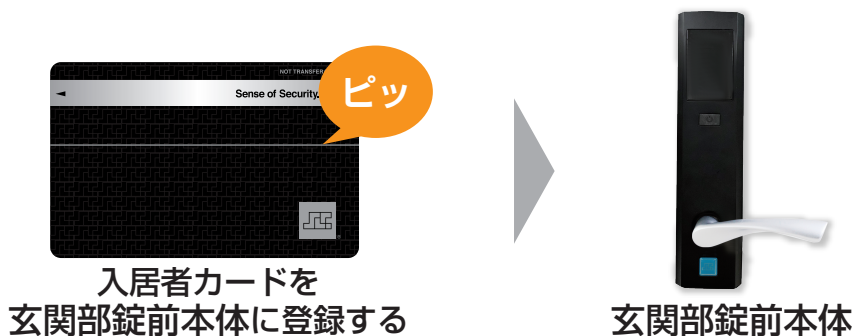 NOT TRANSFER
Sense of Security.
ピッ
入居者カードを
玄関部錠前本体に登録する
玄関部錠前本体